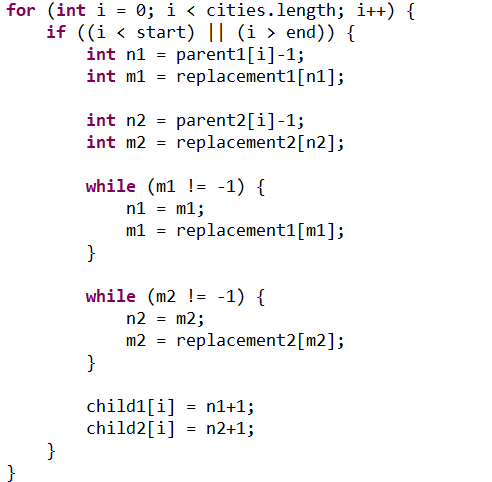 for (int i = 0; i < cities.length; i++) {
    if ((i < start) || (i > end)) {
        int n1 = parent1[i]-1;
        int m1 = replacement1[n1];

        int n2 = parent2[i]-1;
        int m2 = replacement2[n2];

        while (m1 != -1) {
            n1 = m1;
            m1 = replacement1[m1];
        }

        while (m2 != -1) {
            n2 = m2;
            m2 = replacement2[m2];
        }

        child1[i] = n1+1;
        child2[i] = n2+1;
    }
}